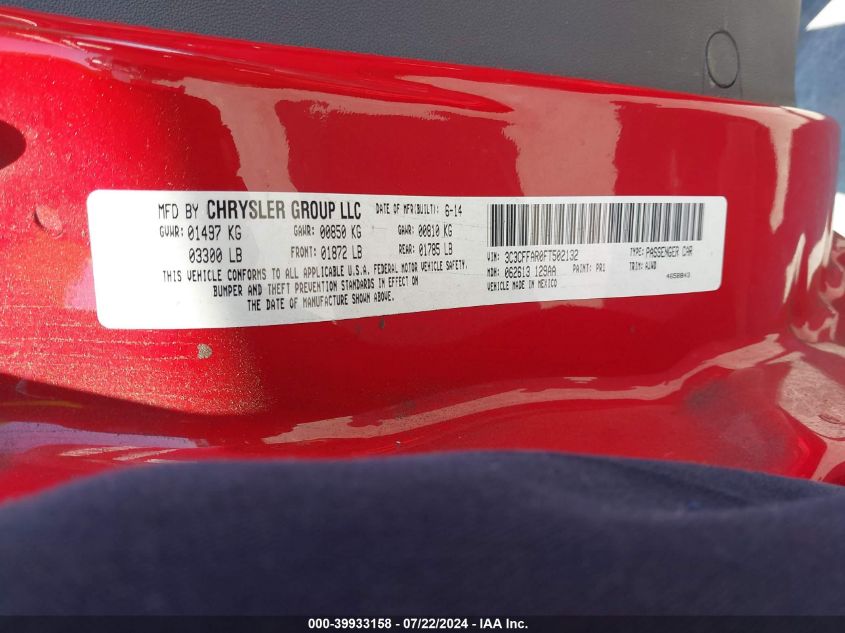 MFD BY CHRYSLER GROUP LLC DATE OF MFR(BUILT): 6-14
GVWR: 01497 KG GAWR: 00850 KG GAWR: 00810 KG
03300 LB FRONT: 01872 LB REAR: 01785 LB
THIS VEHICLE CONFORMS TO ALL APPLICABLE U.S.A. FEDERAL MOTOR VEHICLE SAFETY,
BUMPER AND THEFT PREVENTION STANDARDS IN EFFECT ON
THE DATE OF MANUFACTURE SHOWN ABOVE.
VIN: 3C3CFFAR0FT502132 TYPE: PASSENGER CAR
MDH: 062613 129AA PAINT: PR1 TRIM: AJWD
VEHICLE MADE IN MEXICO 4658843
000-39933158 - 07/22/2024 - IAA Inc.